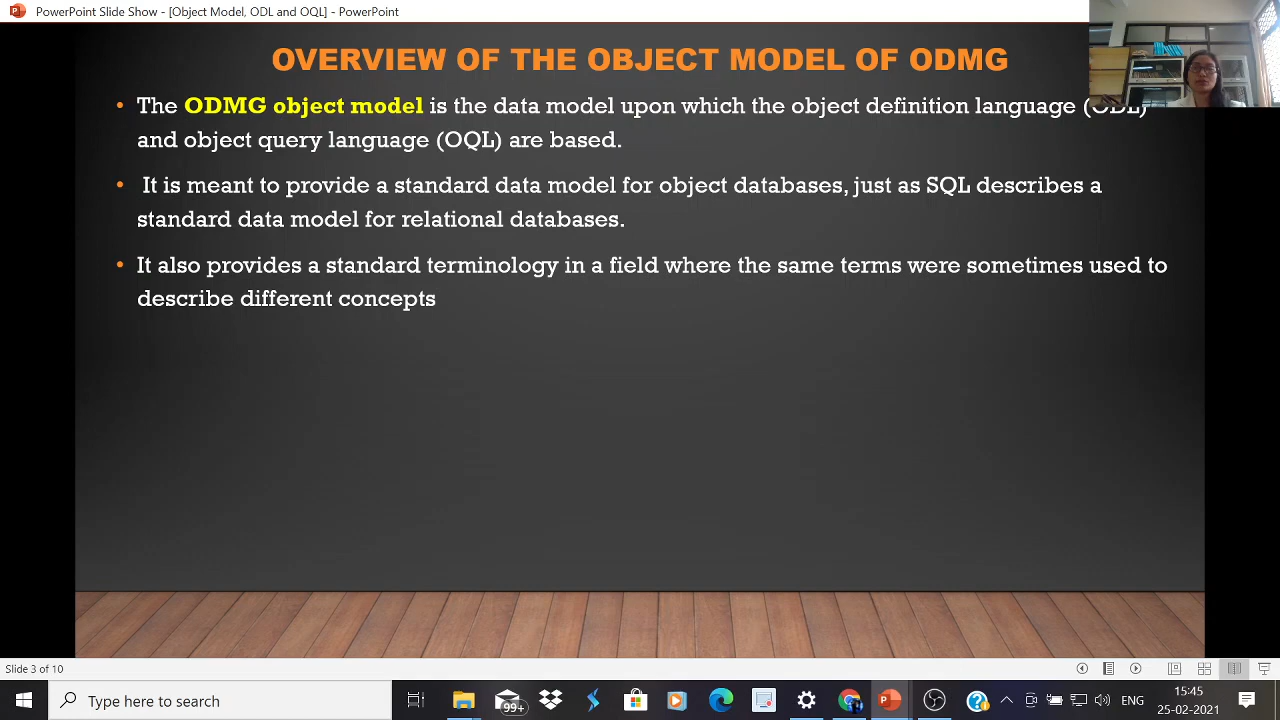 PowerPoint Slide Show - [Object Model, ODL and OQL] - PowerPoint
OVERVIEW OF THE OBJECT MODEL OF ODMG
• The ODMG object model is the data model upon which the object definition language (ODL)
and object query language (OQL) are based.
• It is meant to provide a standard data model for object databases, just as SQL describes a
standard data model for relational databases.
• It also provides a standard terminology in a field where the same terms were sometimes used to
describe different concepts
Slide 3 of 10
Type here to search
99+
ENG
15:45
25-02-2021